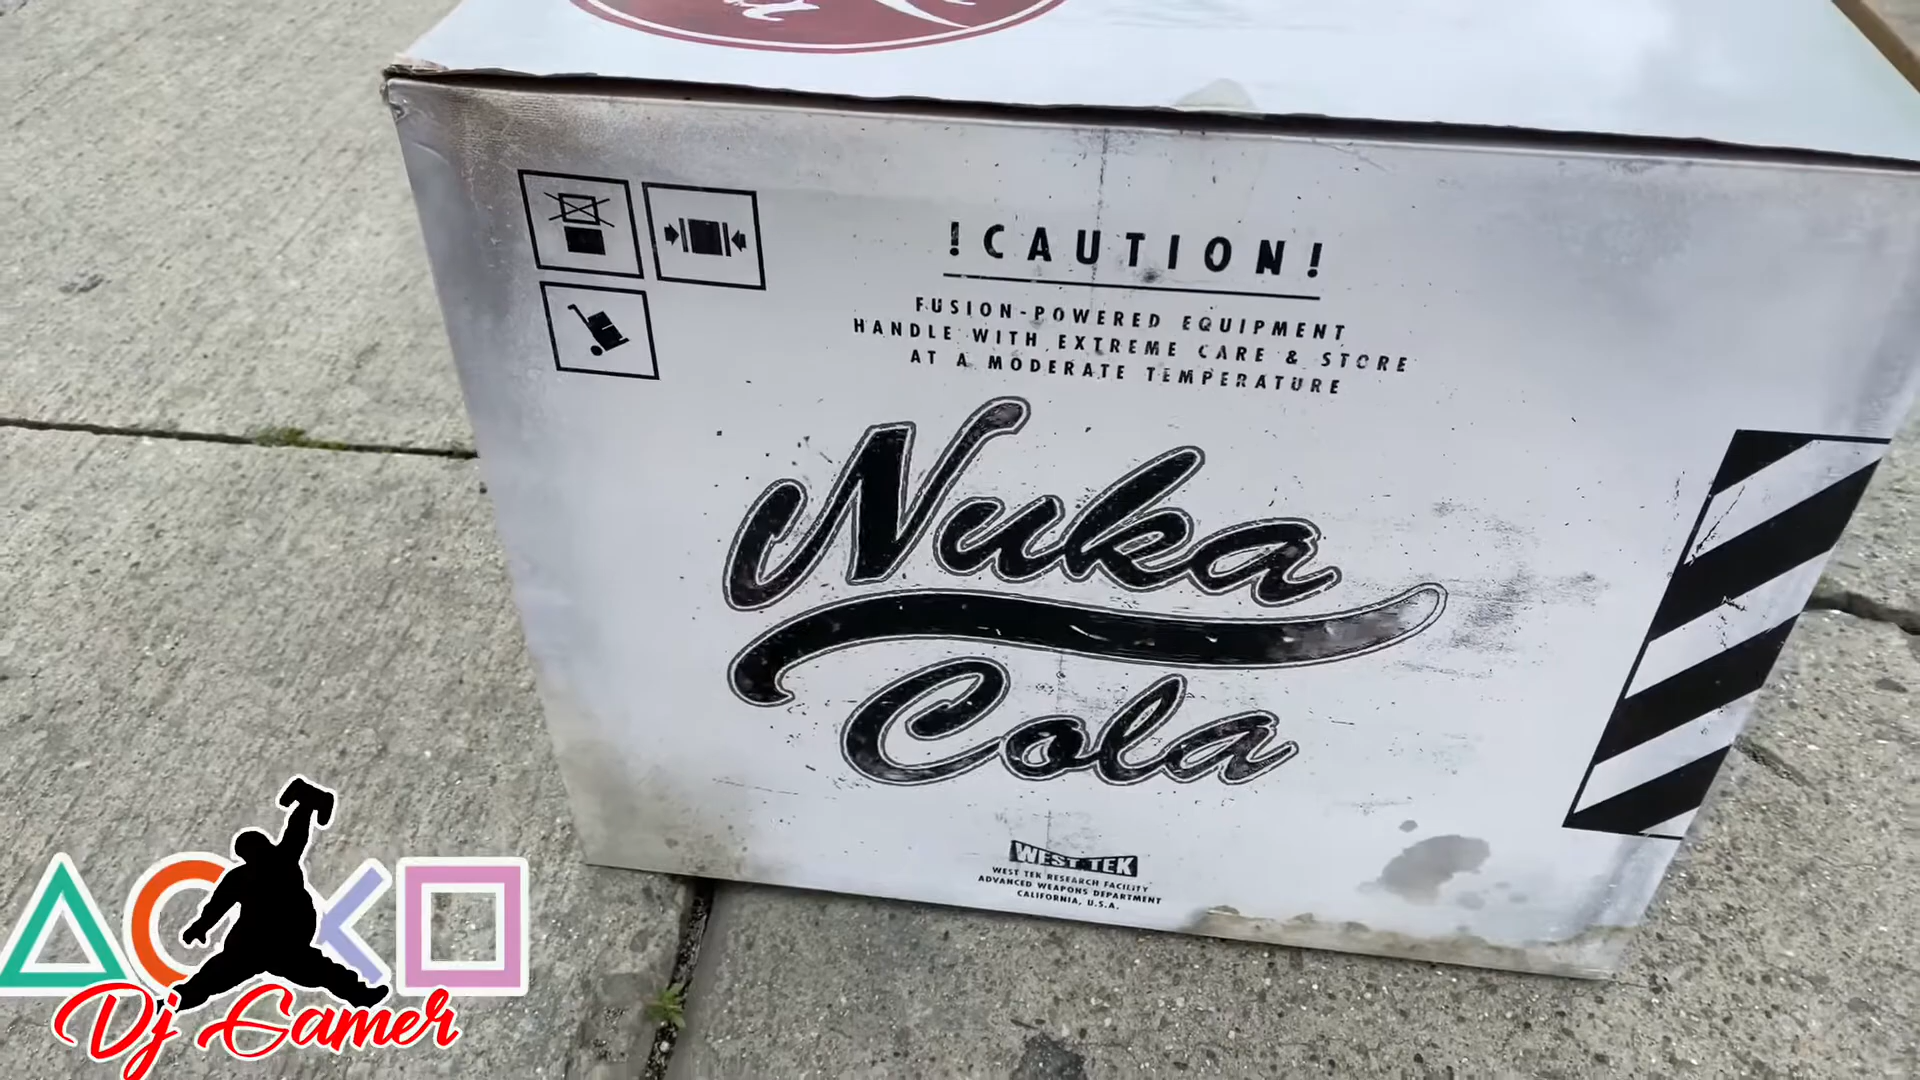 !CAUTION!
FUSION-POWERED EQUIPMENT
HANDLE WITH EXTREME CARE & STORE
AT A MODERATE TEMPERATURE
Nuka
Cola
WEST TEK
WEST TEK RESEARCH FACILITY
ADVANCED WEAPONS DEPARTMENT
CALIFORNIA, U.S.A.
Dj Gamer